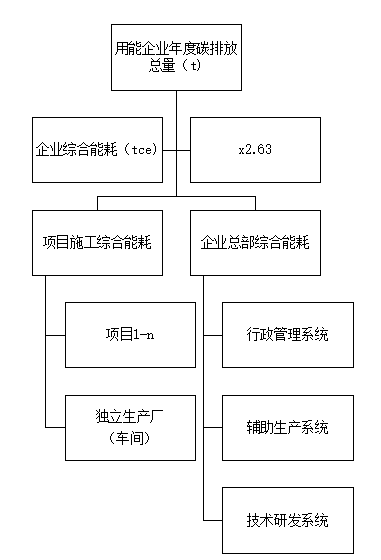 用能企业年度碳排放
总量（t）
企业综合能耗（tce）
x2.63
项目施工综合能耗
企业总部综合能耗
项目1-n
行政管理系统
独立生产厂
（车间）
辅助生产系统
技术研发系统